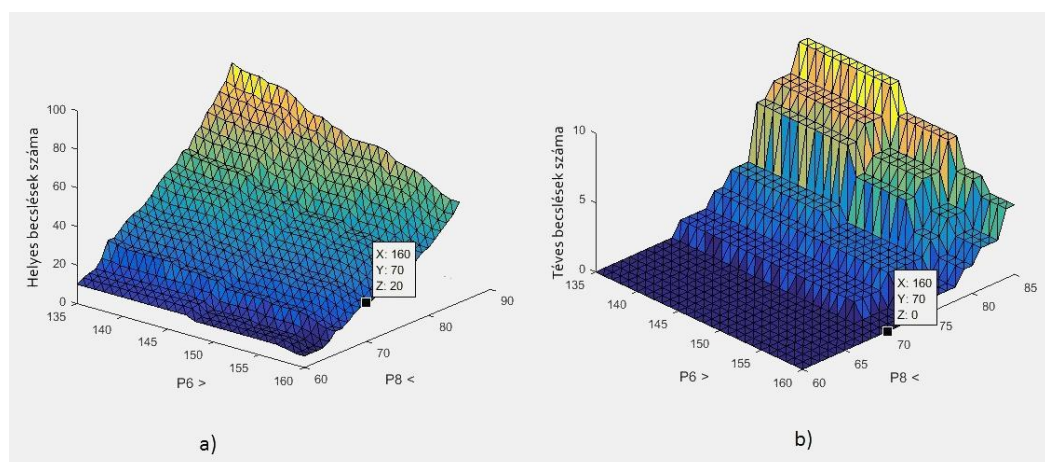 Helyes becslések száma
100
80
60
40
20
0
135
140
145
150
155
160
P6 >
60
70
80
90
P8 <
X: 160
Y: 70
Z: 20
a)
Téves becslések száma
10
5
0
135
140
145
150
155
160
P6 >
60
65
70
75
80
85
P8 <
X: 160
Y: 70
Z: 0
b)